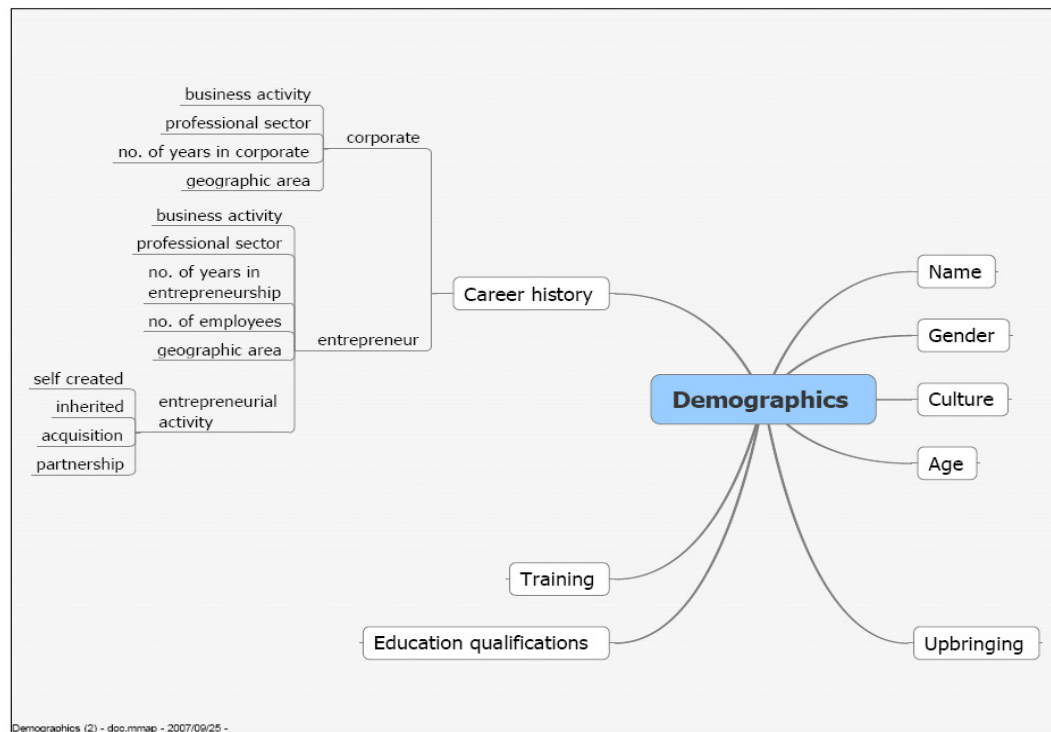 business activity
professional sector
no. of years in corporate
geographic area
corporate
business activity
professional sector
no. of years in
entrepreneurship
no. of employees
geographic area
entrepreneur
self created
inherited
acquisition
partnership
entrepreneurial
activity
Career history
Training
Education qualifications
Demographics
Name
Gender
Culture
Age
Upbringing
Demographics (2) - doc.mmap - 2007/09/25 -